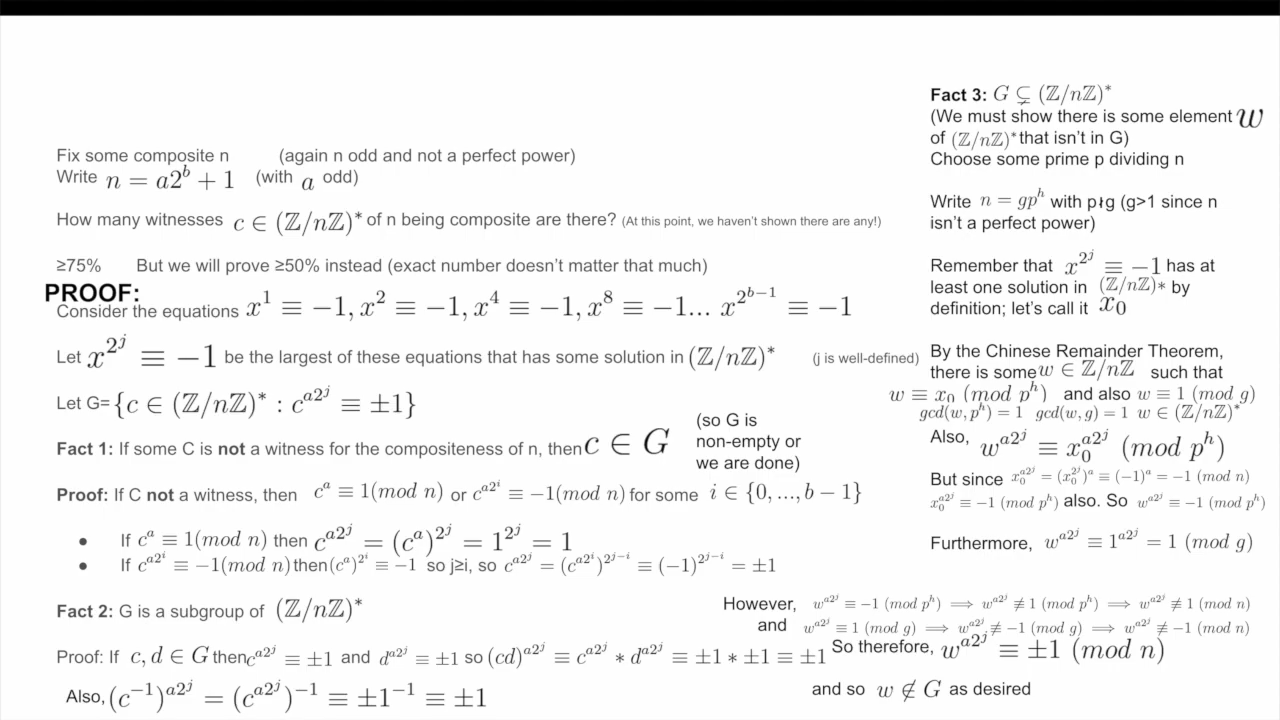 Fix some composite n (again n odd and not a perfect power)
Write n = a2^b + 1 (with a odd)
How many witnesses c ∈ (ℤ/nℤ)* of n being composite are there? (At this point, we haven't shown there are any!)
≥75% But we will prove ≥50% instead (exact number doesn't matter that much)
PROOF:
Consider the equations x^1 ≡ −1, x^2 ≡ −1, x^4 ≡ −1, x^8 ≡ −1... x^{2^{b−1}} ≡ −1
Let x^{2^j} ≡ −1 be the largest of these equations that has some solution in (ℤ/nℤ)* (j is well-defined)
Let G= {c ∈ (ℤ/nℤ)* : c^{a2^j} ≡ ±1}
Fact 1: If some C is not a witness for the compositeness of n, then c ∈ G
(so G is
non-empty or
we are done)
Proof: If C not a witness, then c^a ≡ 1(mod n) or c^{a2^i} ≡ −1(mod n) for some i ∈ {0, ..., b − 1}
● If c^a ≡ 1(mod n) then c^{a2^j} = (c^a)^{2^j} = 1^{2^j} = 1
● If c^{a2^i} ≡ −1(mod n) then (c^a)^{2^i} ≡ −1 so j≥i, so c^{a2^j} = (c^{a2^i})^{2^{j−i}} ≡ (−1)^{2^{j−i}} = ±1
Fact 2: G is a subgroup of (ℤ/nℤ)*
Proof: If c, d ∈ G then c^{a2^j} ≡ ±1 and d^{a2^j} ≡ ±1 so (cd)^{a2^j} ≡ c^{a2^j} * d^{a2^j} ≡ ±1 * ±1 ≡ ±1
Also, (c^{−1})^{a2^j} = (c^{a2^j})^{−1} ≡ ±1^{−1} ≡ ±1
Fact 3: G ⊊ (ℤ/nℤ)*
(We must show there is some element w
of (ℤ/nℤ)* that isn't in G)
Choose some prime p dividing n
Write n = gp^h with p∤g (g>1 since n
isn't a perfect power)
Remember that x^{2^j} ≡ −1 has at
least one solution in (ℤ/nℤ)* by
definition; let's call it x_0
By the Chinese Remainder Theorem,
there is some w ∈ ℤ/nℤ such that
w ≡ x_0 (mod p^h) and also w ≡ 1 (mod g)
gcd(w, p^h) = 1 gcd(w, g) = 1 w ∈ (ℤ/nℤ)*
Also, w^{a2^j} ≡ x_0^{a2^j} (mod p^h)
But since x_0^{a2^j} = (x_0^{2^j})^a ≡ (−1)^a = −1 (mod n)
x_0^{a2^j} ≡ −1 (mod p^h) also. So w^{a2^j} ≡ −1 (mod p^h)
Furthermore, w^{a2^j} ≡ 1^{a2^j} = 1 (mod g)
However, w^{a2^j} ≡ −1 (mod p^h) ⟹ w^{a2^j} ≢ 1 (mod p^h) ⟹ w^{a2^j} ≢ 1 (mod n)
and w^{a2^j} ≡ 1 (mod g) ⟹ w^{a2^j} ≢ −1 (mod g) ⟹ w^{a2^j} ≢ −1 (mod n)
So therefore, w^{a2^j} ≡ ±1 (mod n)
and so w ∉ G as desired